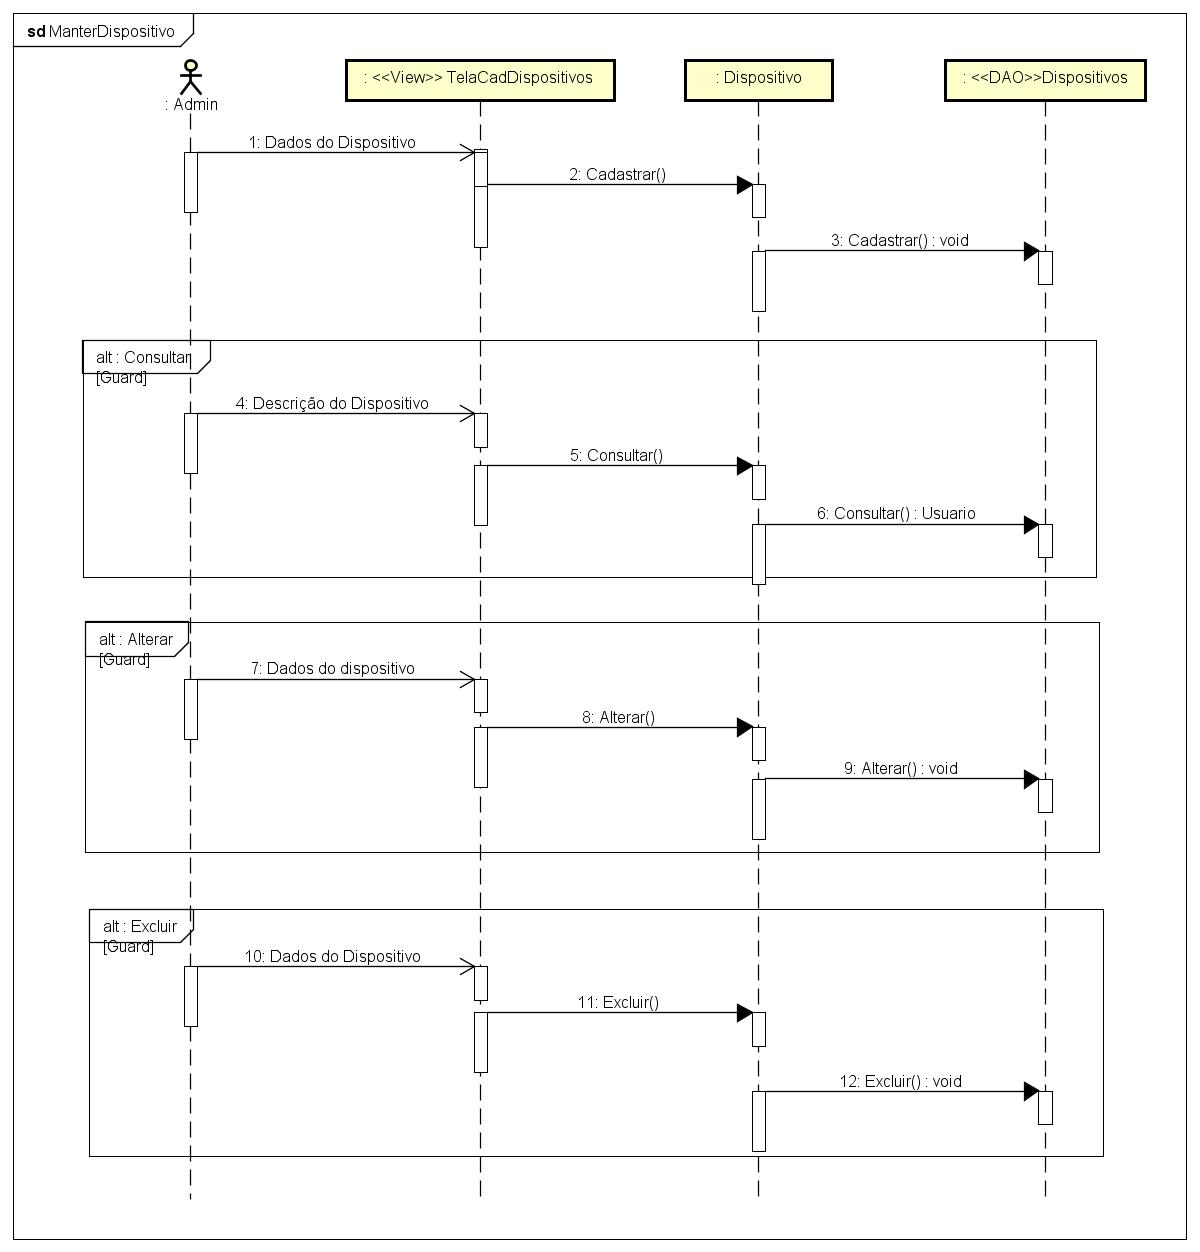 sd ManterDispositivo
: Admin
: <<View>> TelaCadDispositivos
: Dispositivo
: <<DAO>>Dispositivos
1: Dados do Dispositivo
2: Cadastrar()
3: Cadastrar() : void
alt : Consultar
[Guard]
4: Descrição do Dispositivo
5: Consultar()
6: Consultar() : Usuario
alt : Alterar
[Guard]
7: Dados do dispositivo
8: Alterar()
9: Alterar() : void
alt : Excluir
[Guard]
10: Dados do Dispositivo
11: Excluir()
12: Excluir() : void